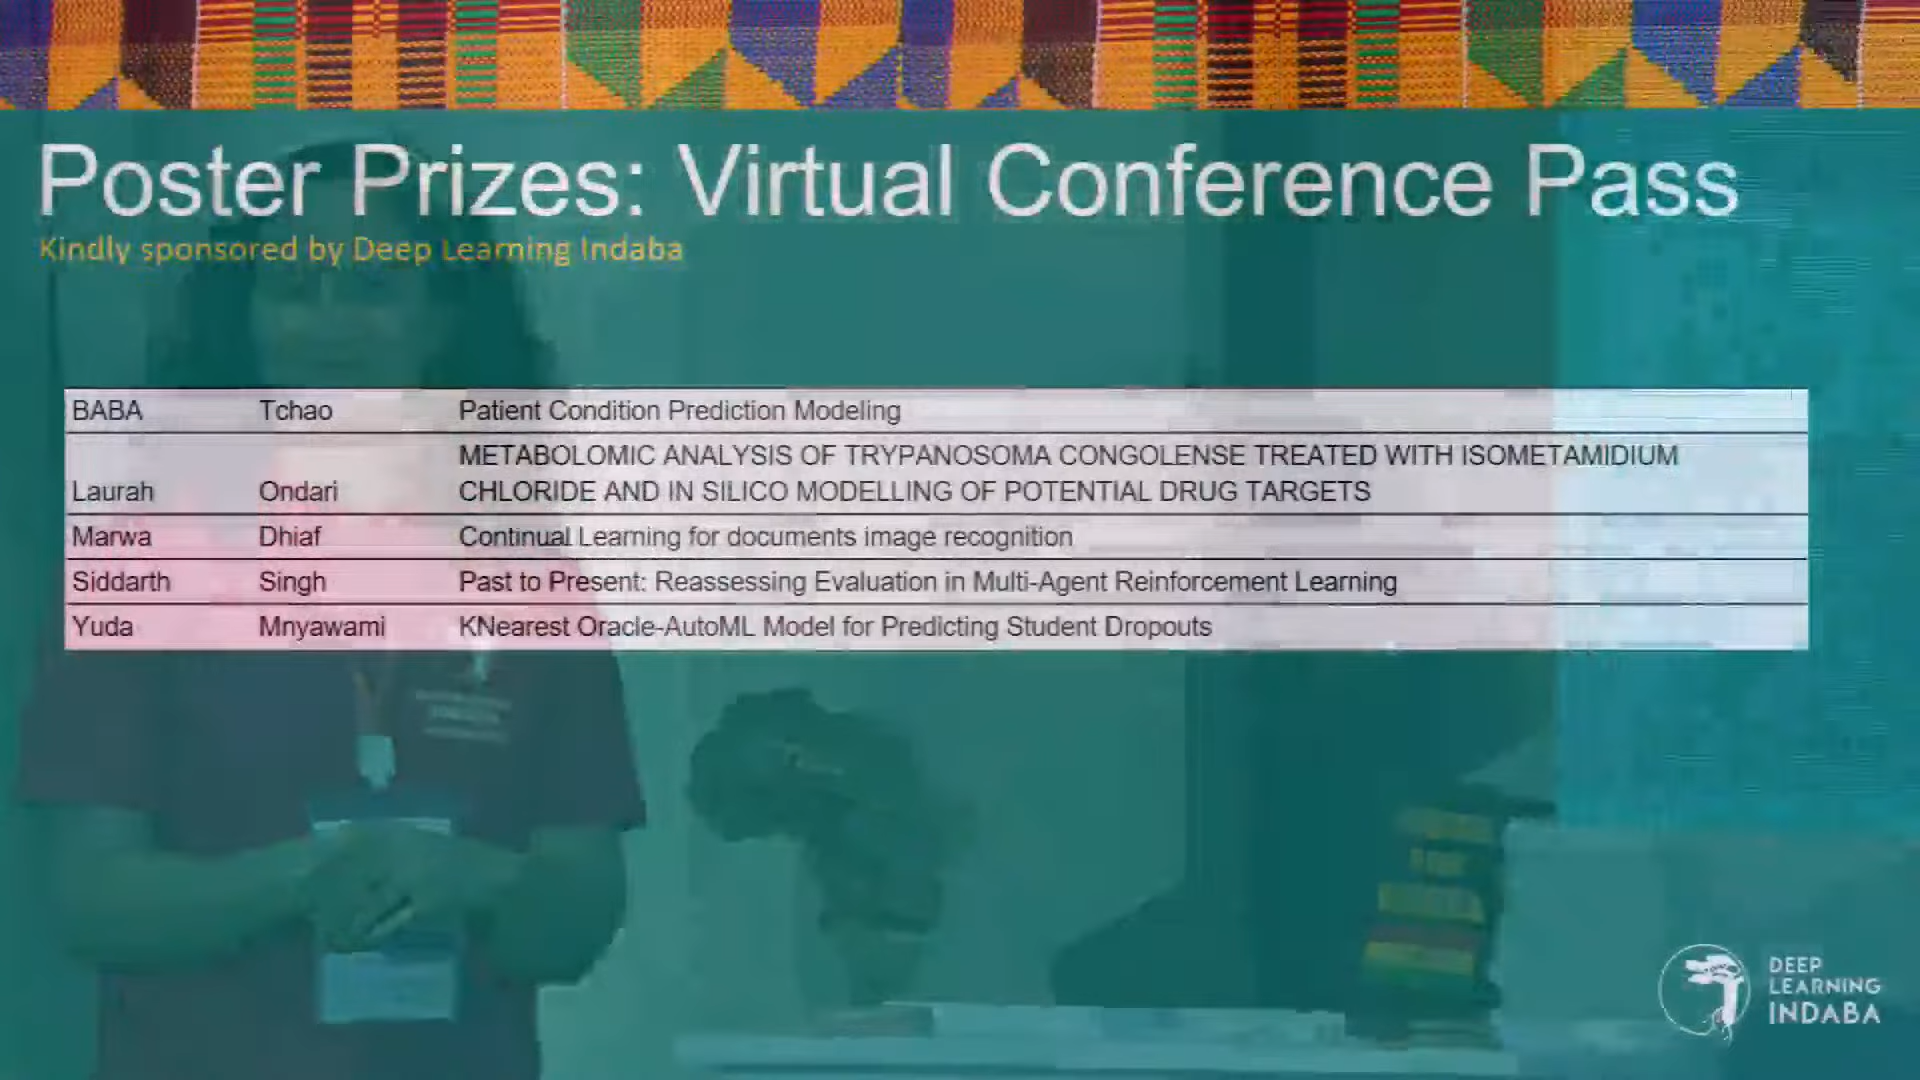 Poster Prizes: Virtual Conference Pass
Kindly sponsored by Deep Learning Indaba
BABA Tchao Patient Condition Prediction Modeling
METABOLOMIC ANALYSIS OF TRYPANOSOMA CONGOLENSE TREATED WITH ISOMETAMIDIUM
Laurah Ondari CHLORIDE AND IN SILICO MODELLING OF POTENTIAL DRUG TARGETS
Marwa Dhiaf Continual Learning for documents image recognition
Siddarth Singh Past to Present: Reassessing Evaluation in Multi-Agent Reinforcement Learning
Yuda Mnyawami KNearest Oracle-AutoML Model for Predicting Student Dropouts
DEEP
LEARNING
INDABA